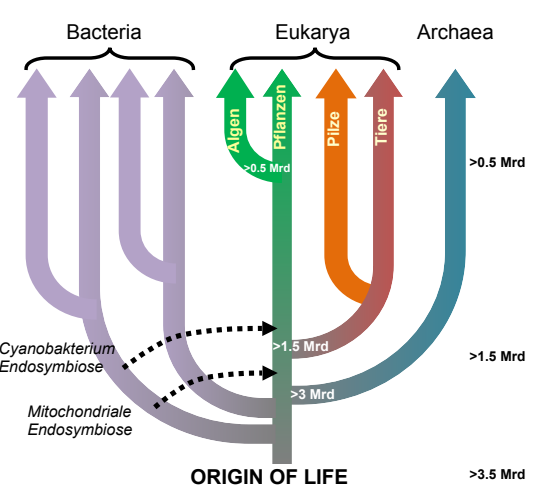 Bacteria
Eukarya
Archaea
Algen
Pflanzen
Pilze
Tiere
>0.5 Mrd
>0.5 Mrd
Cyanobakterium
Endosymbiose
>1.5 Mrd
>1.5 Mrd
Mitochondriale
Endosymbiose
>3 Mrd
ORIGIN OF LIFE
>3.5 Mrd